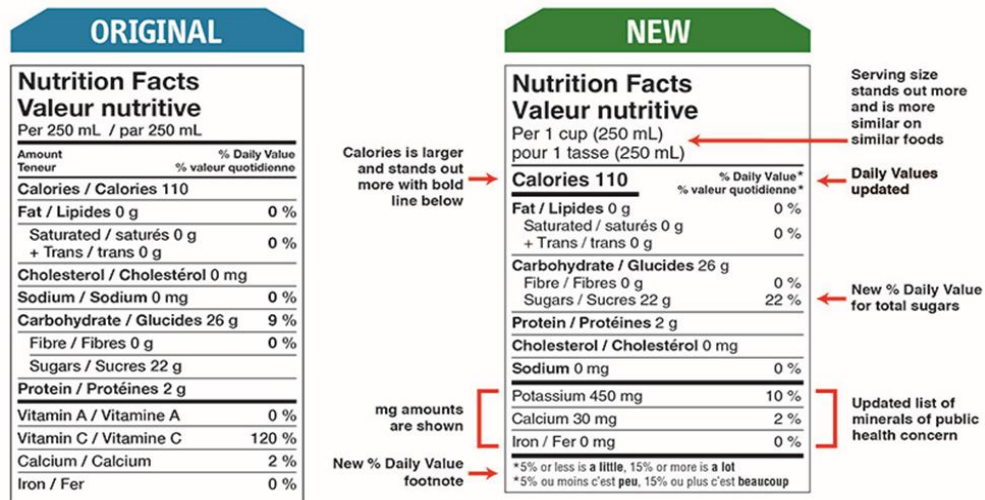 ORIGINAL
Nutrition Facts
Valeur nutritive
Per 250 mL / par 250 mL
Amount % Daily Value
Teneur % valeur quotidienne
Calories / Calories 110
Fat / Lipides 0 g 0 %
Saturated / saturés 0 g
+ Trans / trans 0 g 0 %
Cholesterol / Cholestérol 0 mg
Sodium / Sodium 0 mg 0 %
Carbohydrate / Glucides 26 g 9 %
Fibre / Fibres 0 g 0 %
Sugars / Sucres 22 g
Protein / Protéines 2 g
Vitamin A / Vitamine A 0 %
Vitamin C / Vitamine C 120 %
Calcium / Calcium 2 %
Iron / Fer 0 %
Calories is larger
and stands out
more with bold
line below
mg amounts
are shown
New % Daily Value
footnote
NEW
Nutrition Facts
Valeur nutritive
Per 1 cup (250 mL)
pour 1 tasse (250 mL)
Calories 110 % Daily Value*
% valeur quotidienne*
Fat / Lipides 0 g 0 %
Saturated / saturés 0 g
+ Trans / trans 0 g 0 %
Carbohydrate / Glucides 26 g
Fibre / Fibres 0 g 0 %
Sugars / Sucres 22 g 22 %
Protein / Protéines 2 g
Cholesterol / Cholestérol 0 mg
Sodium 0 mg 0 %
Potassium 450 mg 10 %
Calcium 30 mg 2 %
Iron / Fer 0 mg 0 %
*5% or less is a little, 15% or more is a lot
*5% ou moins c'est peu, 15% ou plus c'est beaucoup
Serving size
stands out more
and is more
similar on
similar foods
Daily Values
updated
New % Daily Value
for total sugars
Updated list of
minerals of public
health concern